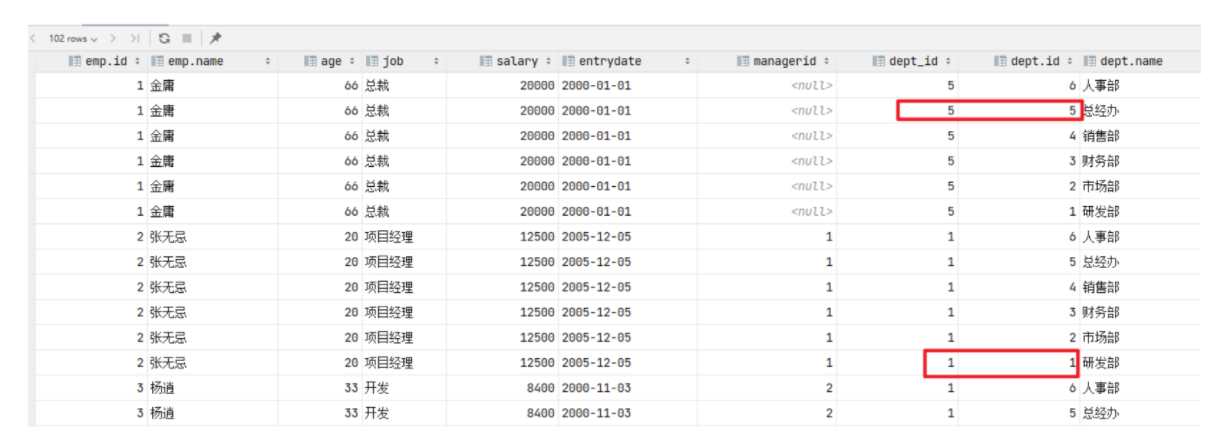 102 rows
emp.id emp.name age job salary entrydate managerid dept_id dept.id dept.name
1 金庸 66 总裁 20000 2000-01-01 <null> 5 6 人事部
1 金庸 66 总裁 20000 2000-01-01 <null> 5 5 总经办
1 金庸 66 总裁 20000 2000-01-01 <null> 5 4 销售部
1 金庸 66 总裁 20000 2000-01-01 <null> 5 3 财务部
1 金庸 66 总裁 20000 2000-01-01 <null> 5 2 市场部
1 金庸 66 总裁 20000 2000-01-01 <null> 5 1 研发部
2 张无忌 20 项目经理 12500 2005-12-05 1 1 6 人事部
2 张无忌 20 项目经理 12500 2005-12-05 1 1 5 总经办
2 张无忌 20 项目经理 12500 2005-12-05 1 1 4 销售部
2 张无忌 20 项目经理 12500 2005-12-05 1 1 3 财务部
2 张无忌 20 项目经理 12500 2005-12-05 1 1 2 市场部
2 张无忌 20 项目经理 12500 2005-12-05 1 1 1 研发部
3 杨逍 33 开发 8400 2000-11-03 2 1 6 人事部
3 杨逍 33 开发 8400 2000-11-03 2 1 5 总经办